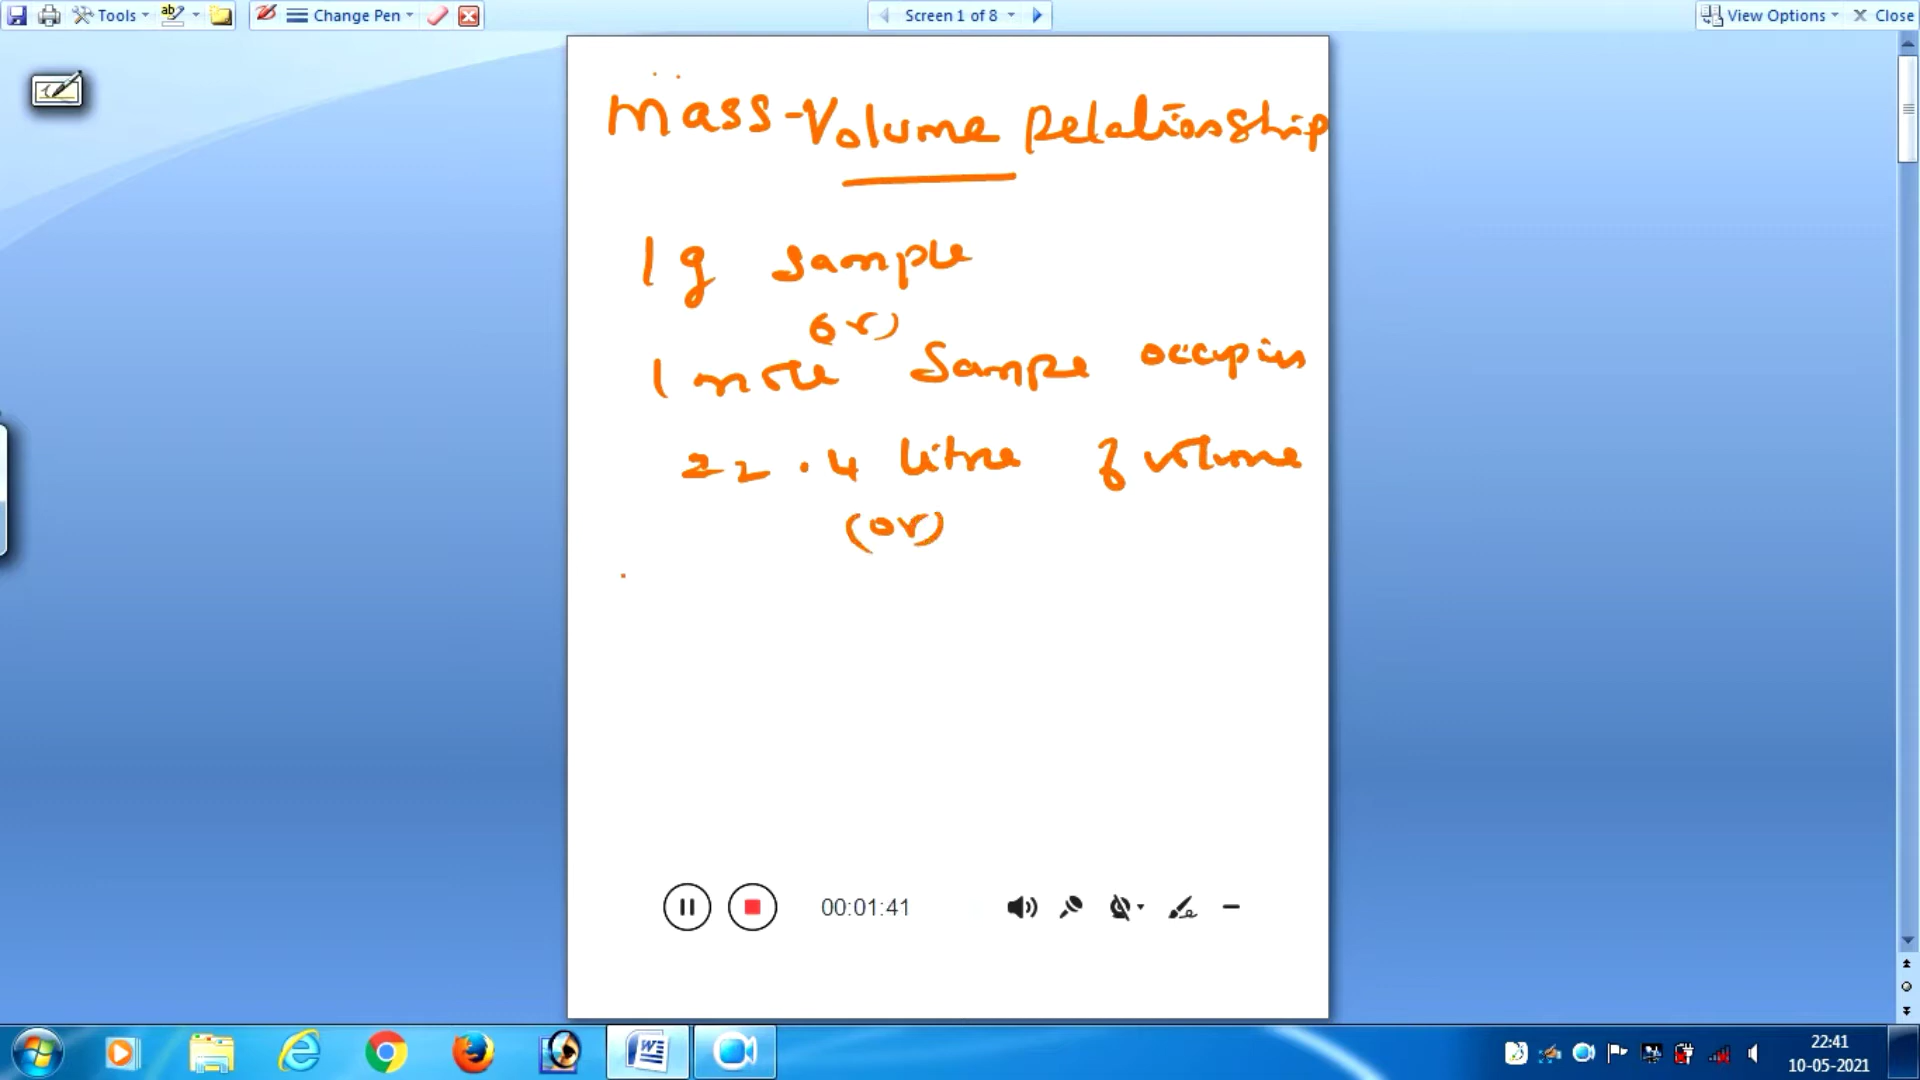 Tools
Change Pen
Screen 1 of 8
View Options
Close
Mass-Volume Relationship
1 g sample
or)
1 mole Sample occupies
22.4 litre of volume
(or)
00:01:41
22:41
10-05-2021